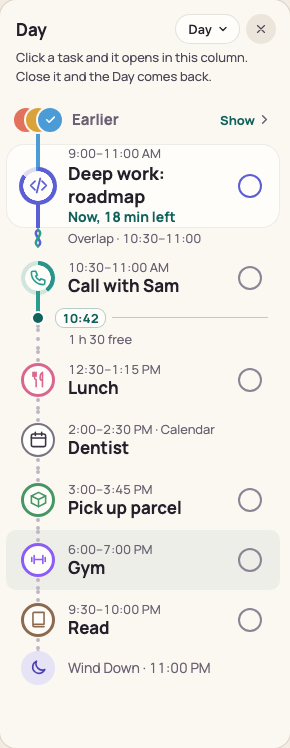 Day
Day
Click a task and it opens in this column.
Close it and the Day comes back.
Earlier
Show
9:00–11:00 AM
Deep work:
roadmap
Now, 18 min left
Overlap · 10:30–11:00
10:30–11:00 AM
Call with Sam
10:42
1 h 30 free
12:30–1:15 PM
Lunch
2:00–2:30 PM · Calendar
Dentist
3:00–3:45 PM
Pick up parcel
6:00–7:00 PM
Gym
9:30–10:00 PM
Read
Wind Down · 11:00 PM